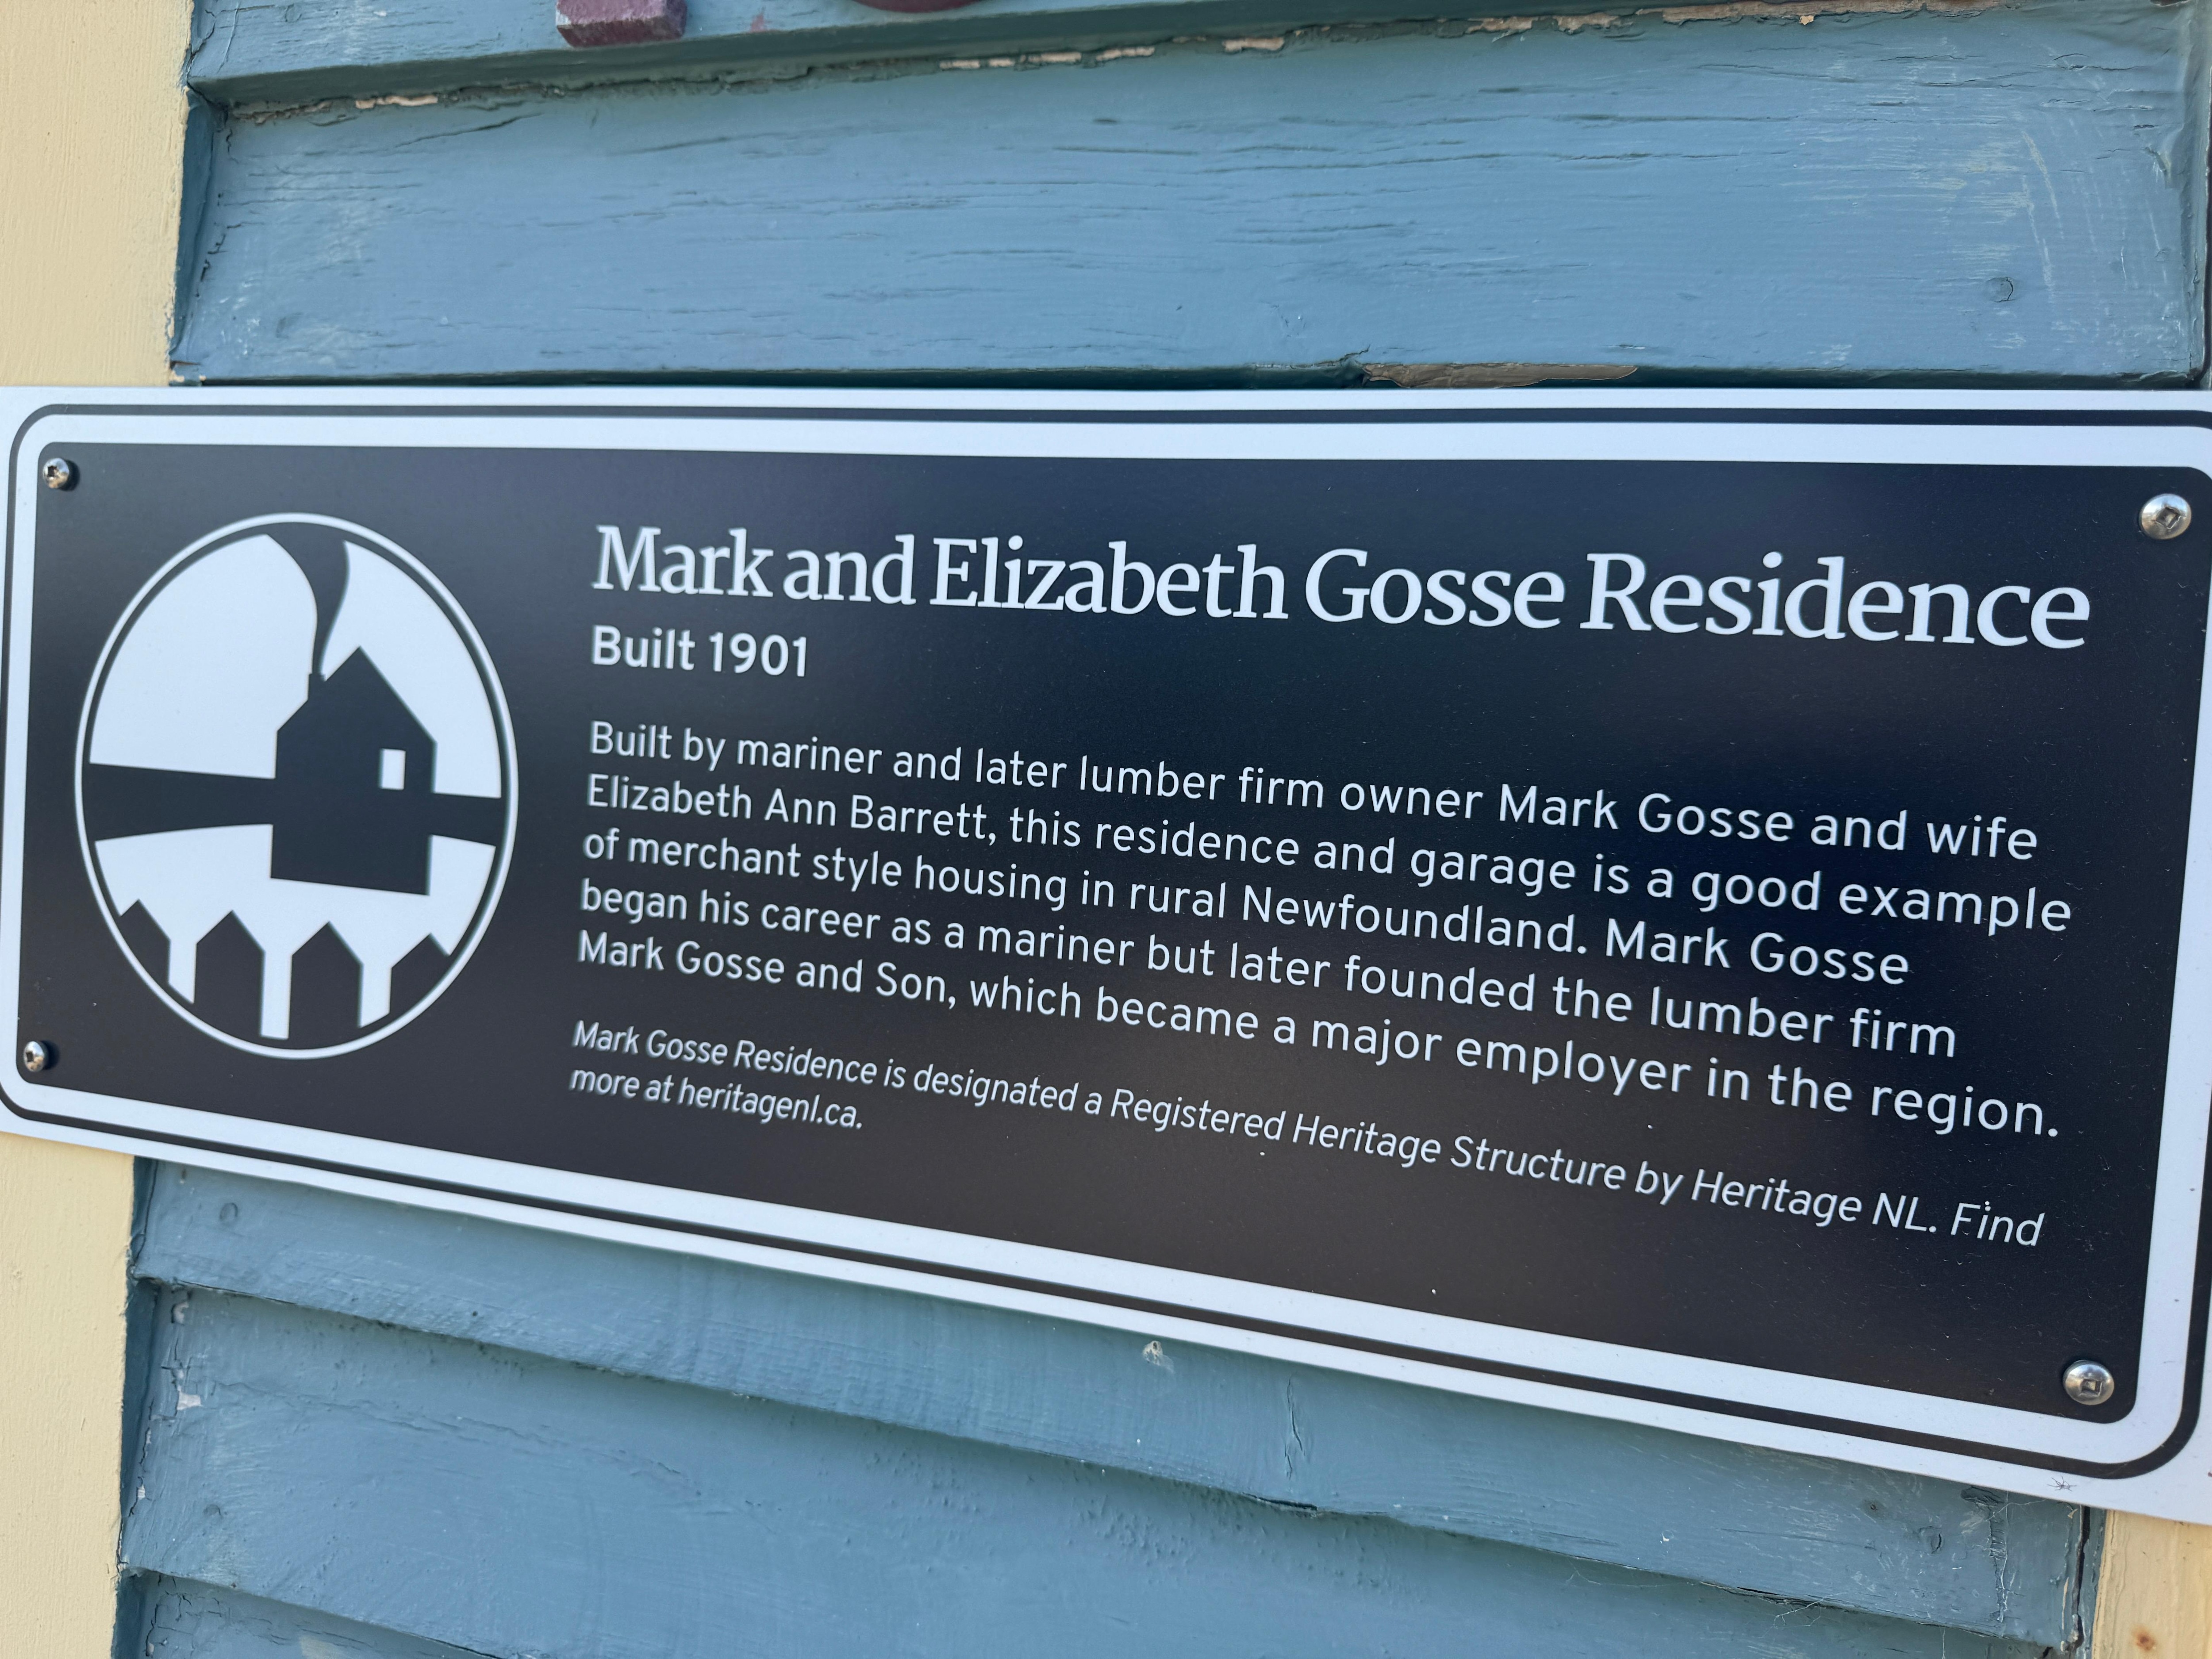 Mark and Elizabeth Gosse Residence
Built 1901
Built by mariner and later lumber firm owner Mark Gosse and wife
Elizabeth Ann Barrett, this residence and garage is a good example
of merchant style housing in rural Newfoundland. Mark Gosse
began his career as a mariner but later founded the lumber firm
Mark Gosse and Son, which became a major employer in the region.
Mark Gosse Residence is designated a Registered Heritage Structure by Heritage NL. Find
more at heritagenl.ca.